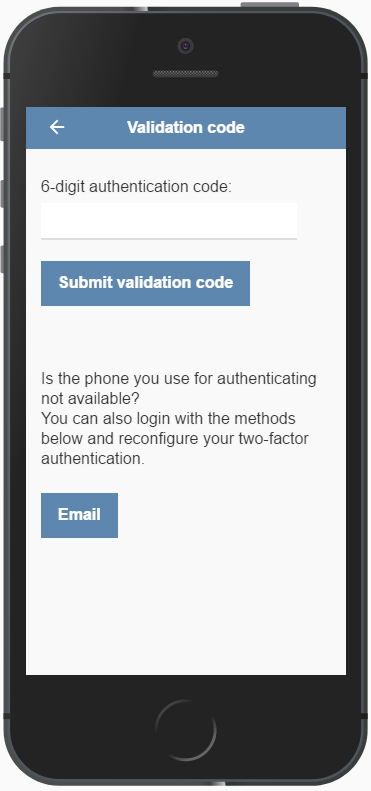 Validation code
6-digit authentication code:
Submit validation code
Is the phone you use for authenticating
not available?
You can also login with the methods
below and reconfigure your two-factor
authentication.
Email